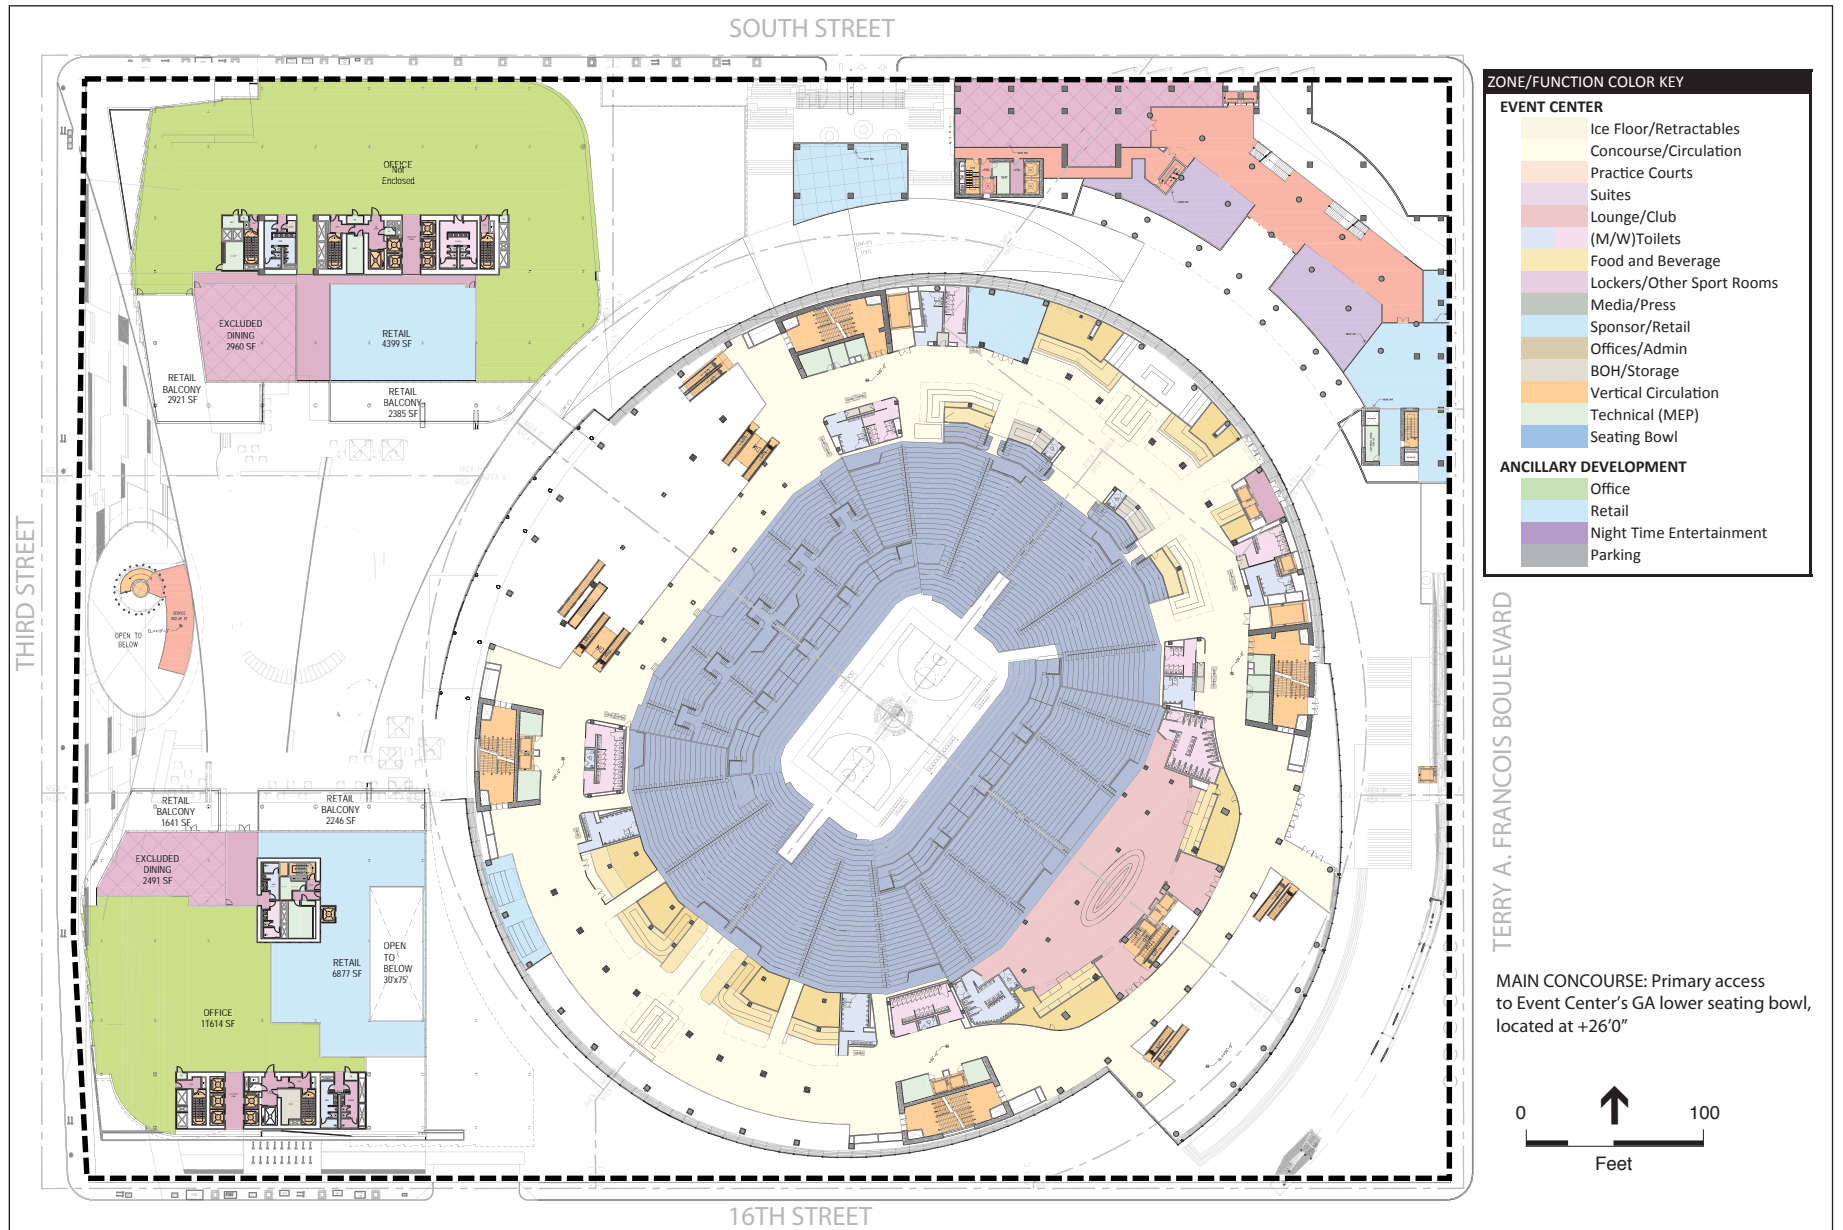 SOUTH STREET
ZONE/FUNCTION COLOR KEY
EVENT CENTER
Ice Floor/Retractables
Concourse/Circulation
Practice Courts
Suites
Lounge/Club
(M/W)Toilets
Food and Beverage
Lockers/Other Sport Rooms
Media/Press
Sponsor/Retail
Offices/Admin
BOH/Storage
Vertical Circulation
Technical (MEP)
Seating Bowl
ANCILLARY DEVELOPMENT
Office
Retail
Night Time Entertainment
Parking
OFFICE
Not
Enclosed
EXCLUDED
DINING
2960 SF
RETAIL
4399 SF
RETAIL
BALCONY
2921 SF
RETAIL
BALCONY
2385 SF
THIRD STREET
OPEN TO
BELOW
RETAIL
BALCONY
1641 SF
RETAIL
BALCONY
2246 SF
EXCLUDED
DINING
2491 SF
RETAIL
6877 SF
OPEN
TO
BELOW
30'x75'
OFFICE
11614 SF
TERRY A. FRANCOIS BOULEVARD
MAIN CONCOURSE: Primary access
to Event Center’s GA lower seating bowl,
located at +26’0”
0 100
Feet
16TH STREET